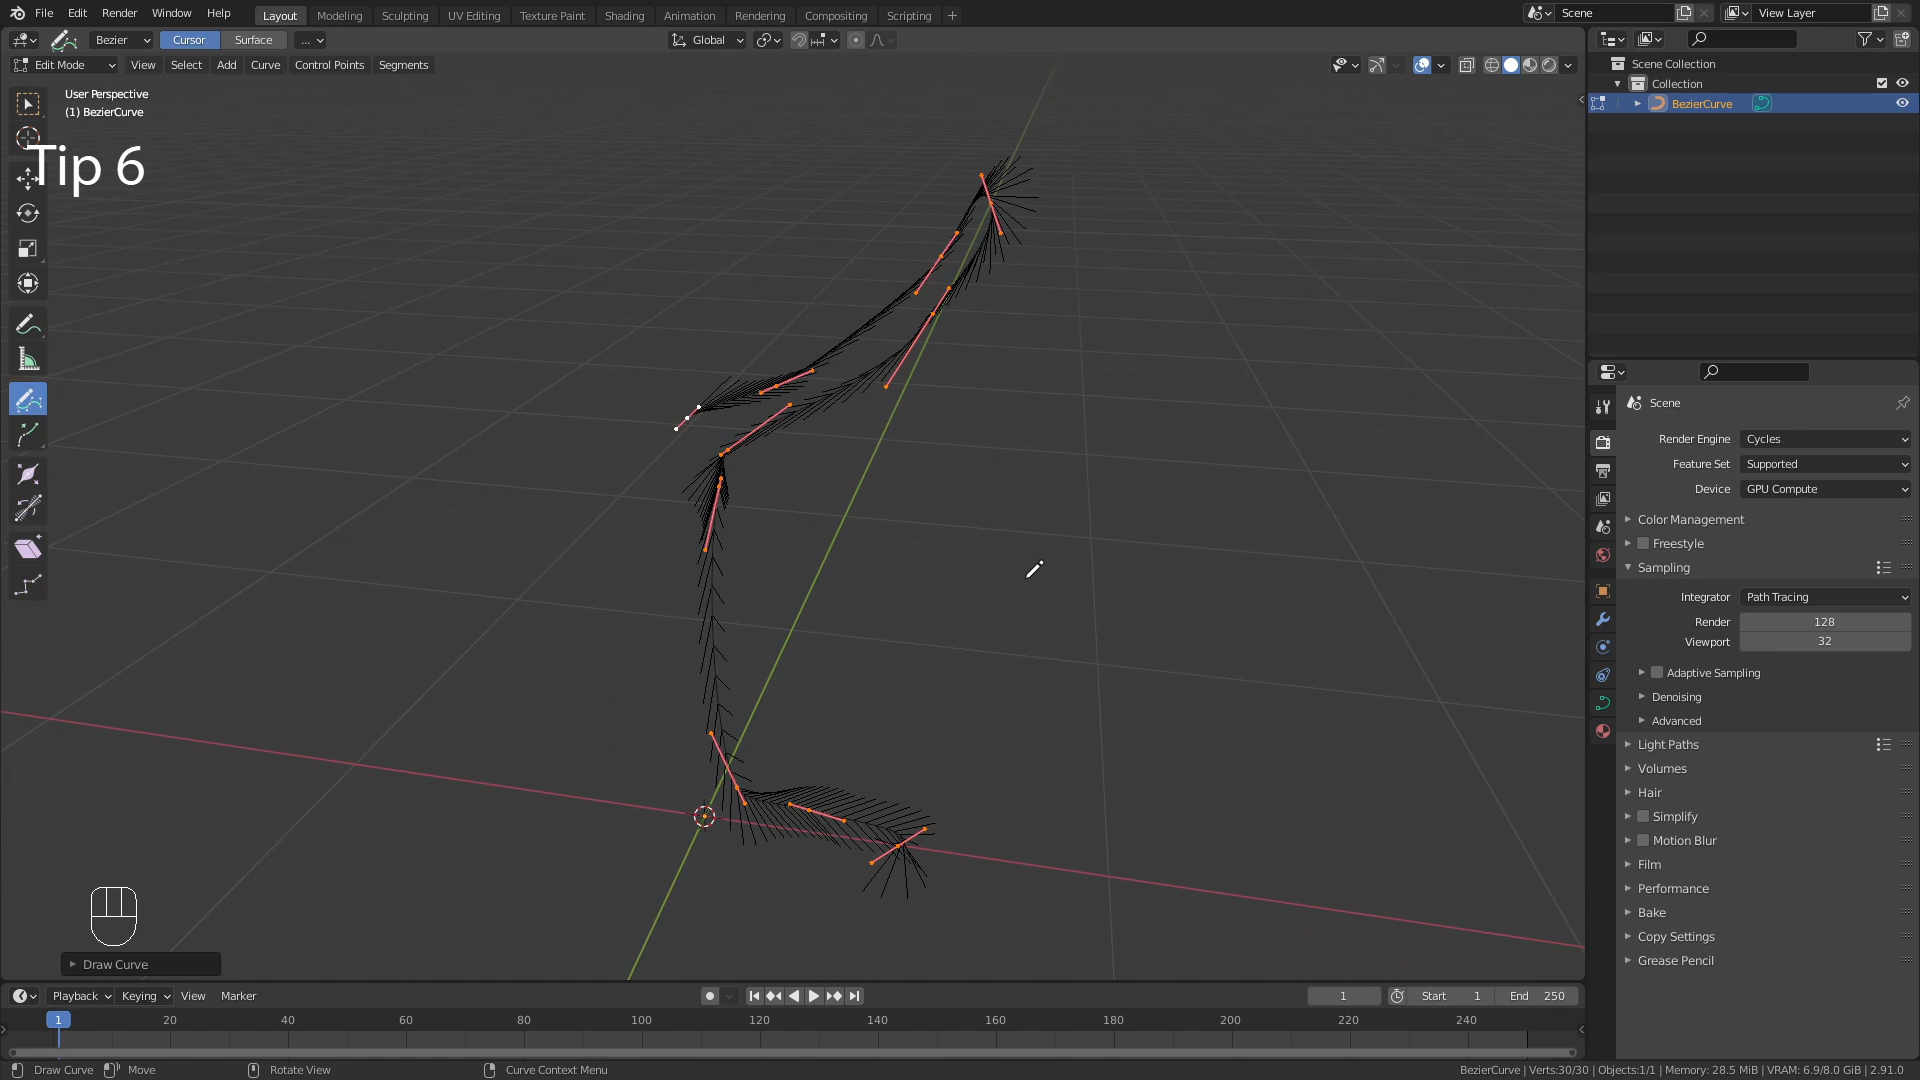 File Edit Render Window Help Layout Modeling Sculpting UV Editing Texture Paint Shading Animation Rendering Compositing Scripting + Scene View Layer
Bezier Cursor Surface ... Global
Edit Mode View Select Add Curve Control Points Segments
Scene Collection
Collection
BezierCurve
User Perspective
(1) BezierCurve
Tip 6
Scene
Render Engine Cycles
Feature Set Supported
Device GPU Compute
Color Management
Freestyle
Sampling
Integrator Path Tracing
Render 128
Viewport 32
Adaptive Sampling
Denoising
Advanced
Light Paths
Volumes
Hair
Simplify
Motion Blur
Film
Performance
Bake
Copy Settings
Grease Pencil
Draw Curve
Playback Keying View Marker 1 Start 1 End 250
1 20 40 60 80 100 120 140 160 180 200 220 240
Draw Curve Move Rotate View Curve Context Menu BezierCurve | Verts:30/30 | Objects:1/1 | Memory: 28.5 MiB | VRAM: 6.9/8.0 GiB | 2.91.0